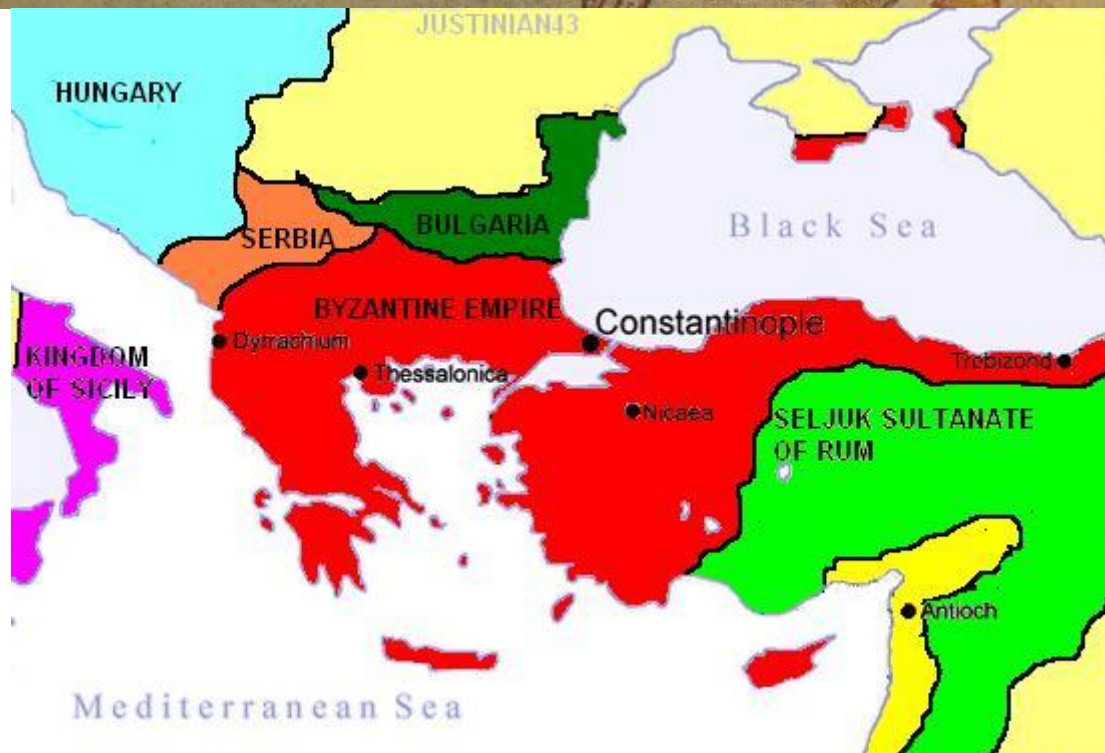 JUSTINIAN43
HUNGARY
SERBIA
BULGARIA
Black Sea
BYZANTINE EMPIRE
Constantinople
Dyrrachium
KINGDOM
OF SICILY
Thessalonica
Trebizond
Nicaea
SELJUK SULTANATE
OF RUM
Antioch
Mediterranean Sea